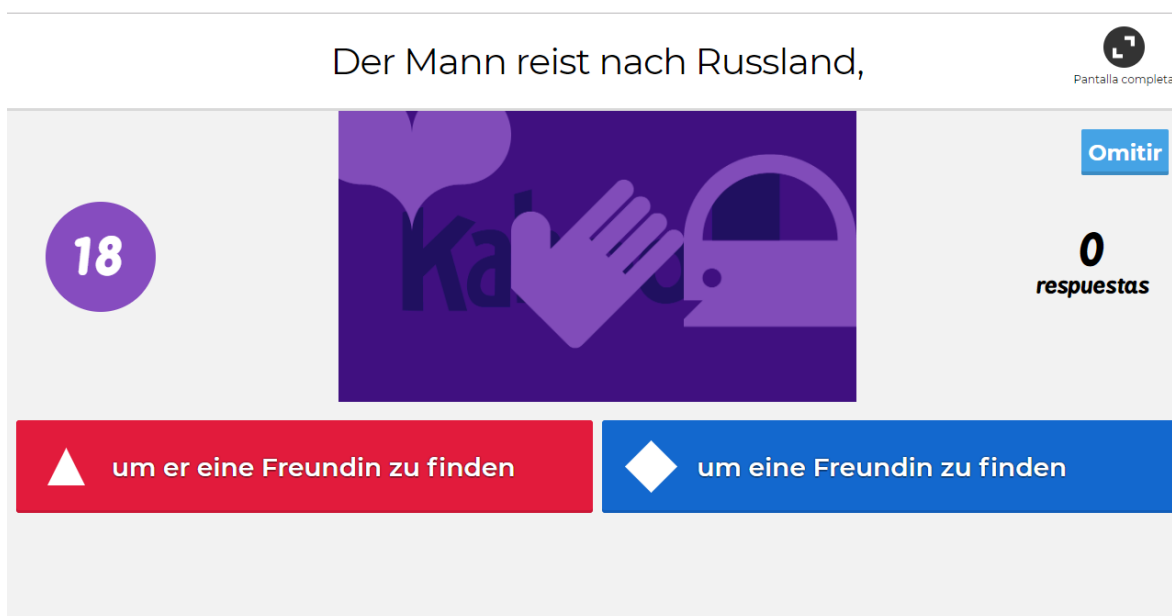 Der Mann reist nach Russland,
Pantalla completa
Omitir
18
0
respuestas
um er eine Freundin zu finden
um eine Freundin zu finden